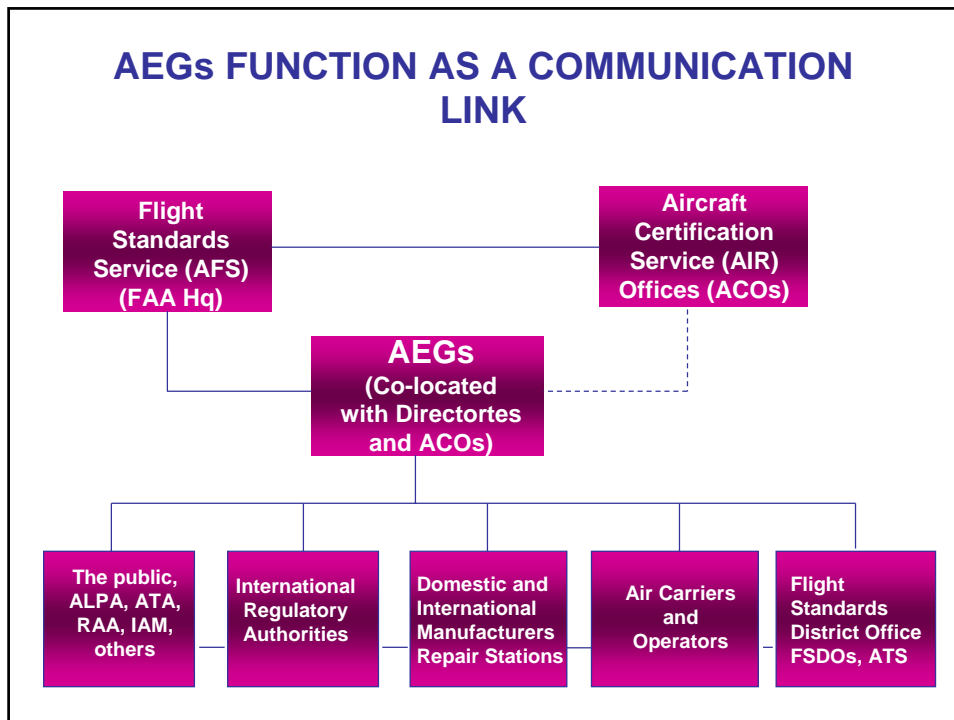 AEGs FUNCTION AS A COMMUNICATION
LINK
Flight
Standards
Service (AFS)
(FAA Hq)
Aircraft
Certification
Service (AIR)
Offices (ACOs)
AEGs
(Co-located
with Directortes
and ACOs)
The public,
ALPA, ATA,
RAA, IAM,
others
International
Regulatory
Authorities
Domestic and
International
Manufacturers
Repair Stations
Air Carriers
and
Operators
Flight
Standards
District Office
FSDOs, ATS